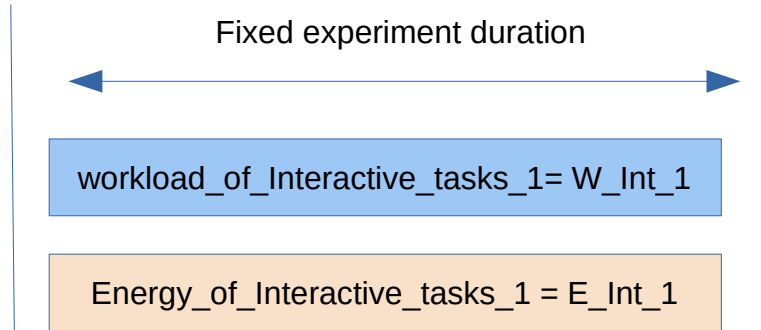 Fixed experiment duration
workload_of_Interactive_tasks_1= W_Int_1
Energy_of_Interactive_tasks_1 = E_Int_1